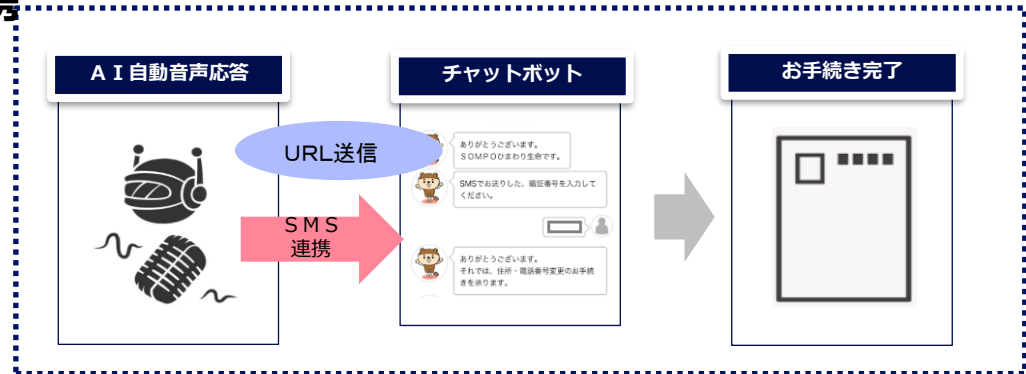 ＡＩ自動音声応答
チャットボット
お手続き完了
URL送信
ＳＭＳ
連携
ありがとうございます。
ＳＯＭＰＯひまわり生命です。
SMSでお送りした、暗証番号を入力して
ください。
ありがとうございます。
それでは、住所・電話番号変更のお手続
きを承ります。